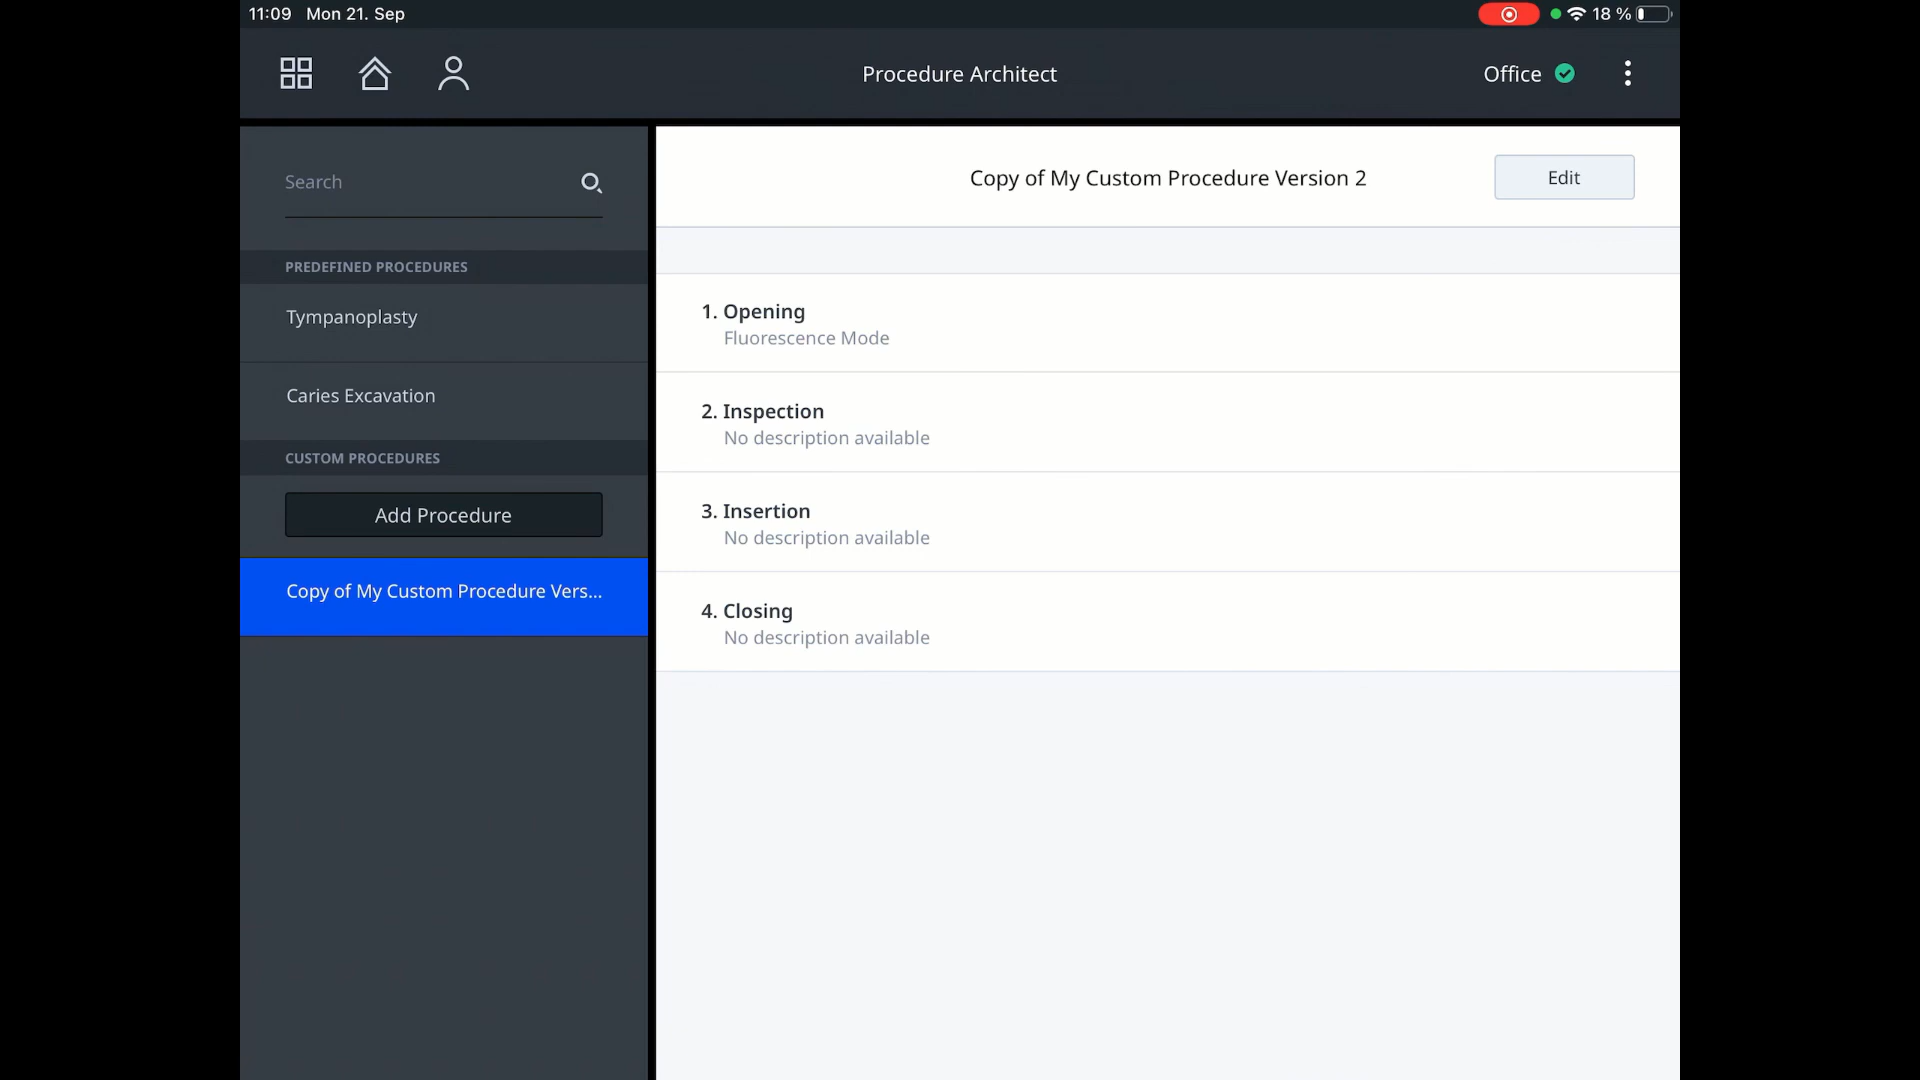 11:09 Mon 21. Sep
18 %
Procedure Architect
Office
Search
PREDEFINED PROCEDURES
Tympanoplasty
Caries Excavation
CUSTOM PROCEDURES
Add Procedure
Copy of My Custom Procedure Vers...
Copy of My Custom Procedure Version 2
Edit
1. Opening
Fluorescence Mode
2. Inspection
No description available
3. Insertion
No description available
4. Closing
No description available